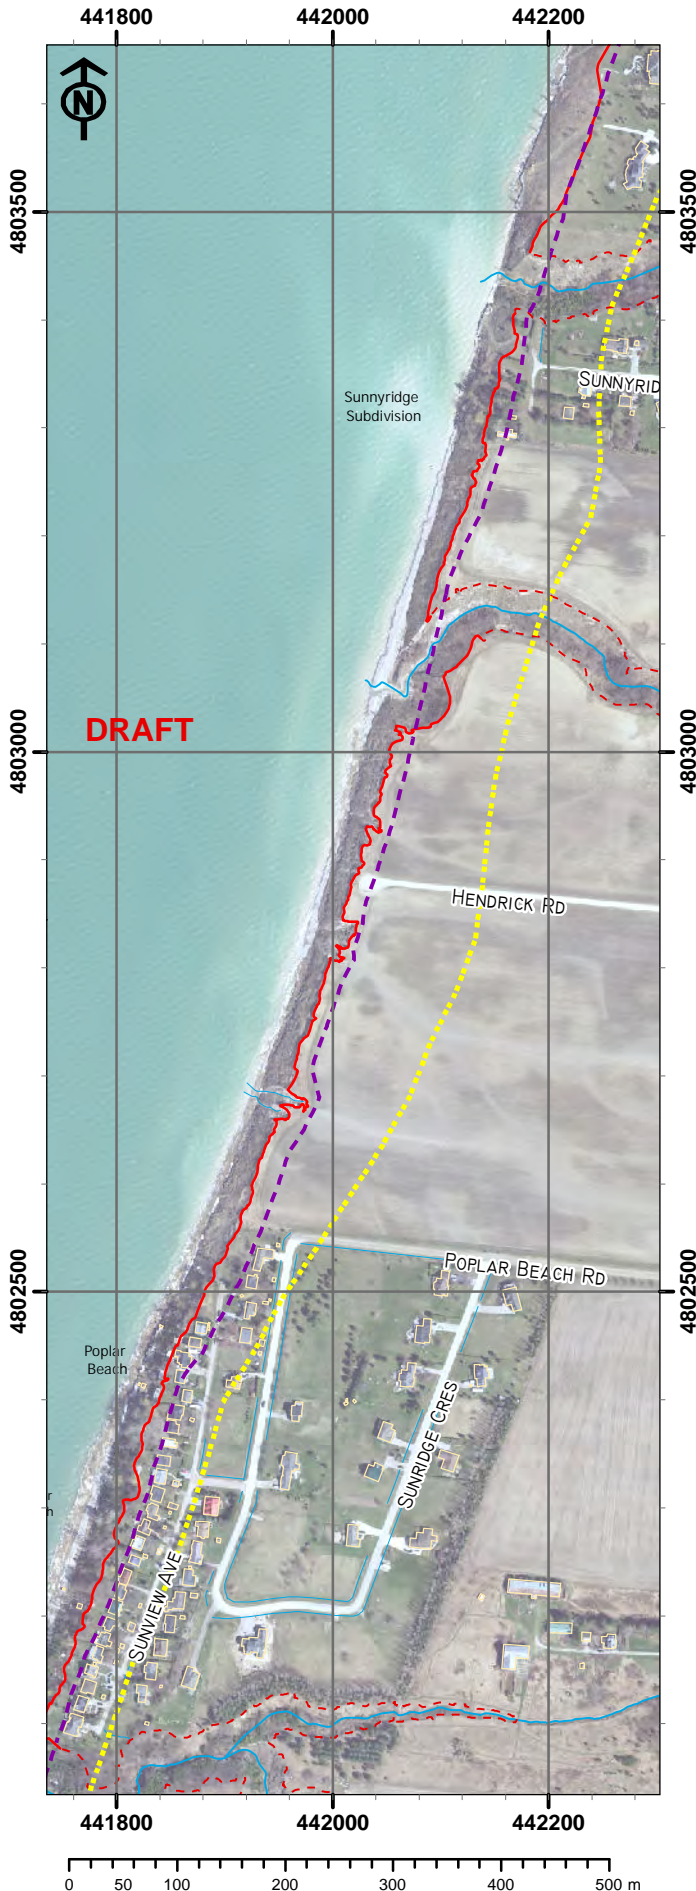 441800 442000 442200
N
4803500 4803500
Sunnyridge
Subdivision
SUNNYRID
DRAFT
4803000 4803000
HENDRICK RD
POPLAR BEACH RD
4802500 4802500
Poplar
Beach
SUNRIDGE CRES
r
h
SUNVIEW AVE
441800 442000 442200
0 50 100 200 300 400 500 m